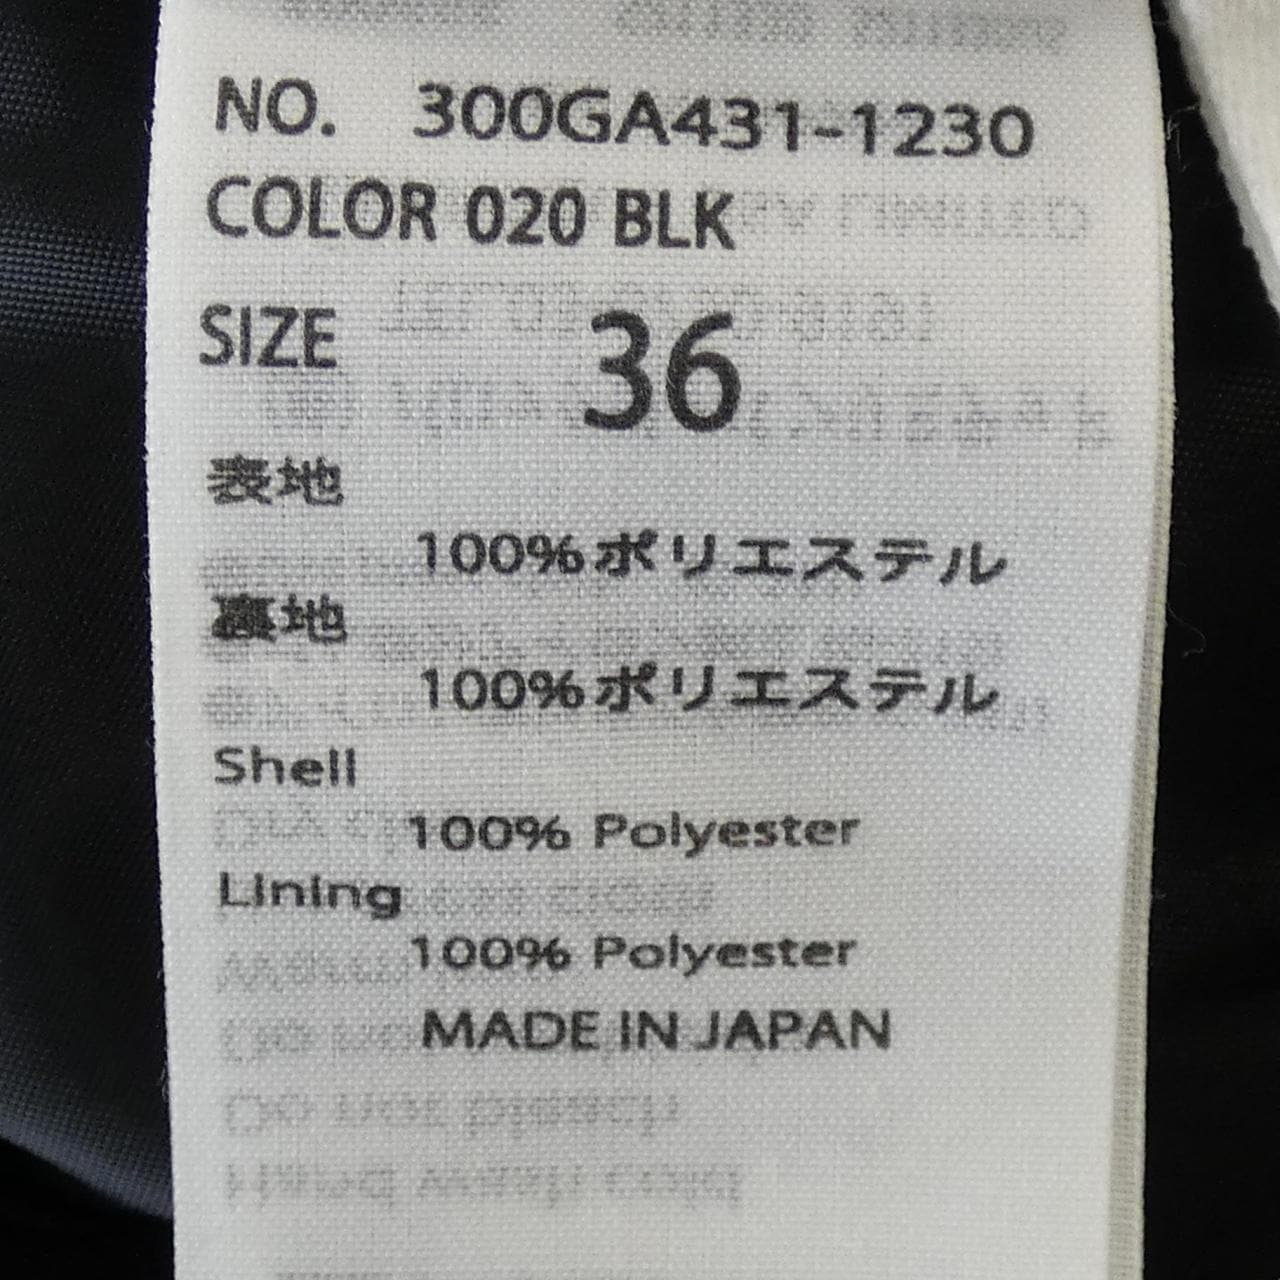 NO. 300GA431-1230
COLOR 020 BLK
SIZE 36
表地
100%ポリエステル
裏地
100%ポリエステル
Shell
100% Polyester
Lining
100% Polyester
MADE IN JAPAN